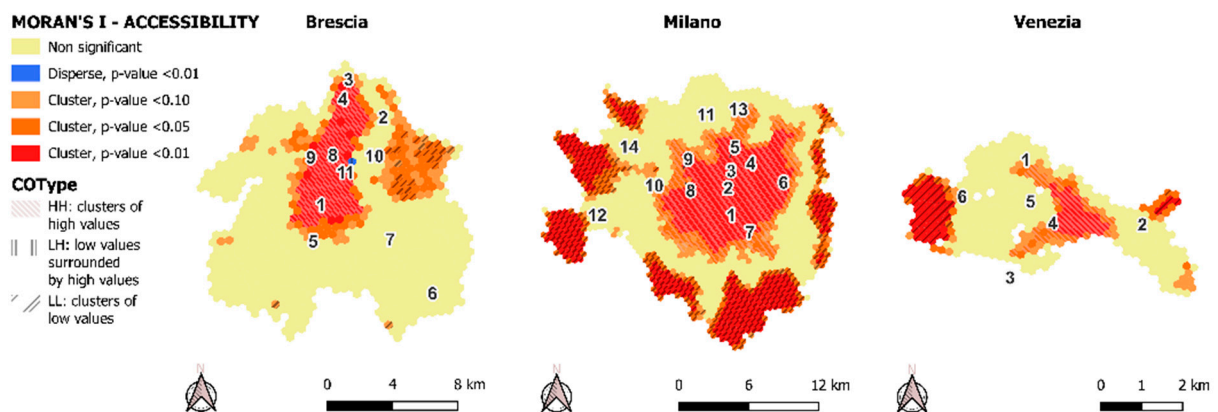 MORAN'S I - ACCESSIBILITY
Non significant
Disperse, p-value <0.01
Cluster, p-value <0.10
Cluster, p-value <0.05
Cluster, p-value <0.01
COType
HH: clusters of
high values
LH: low values
surrounded
by high values
LL: clusters of
low values
Brescia
3
4
2
9 8 10
11
1
5 7
6
N
0 4 8 km
Milano
11 13
14 5
9 4
3
10 8 2 6
12 1
7
N
0 6 12 km
Venezia
1
6 5
4 2
3
N
0 1 2 km